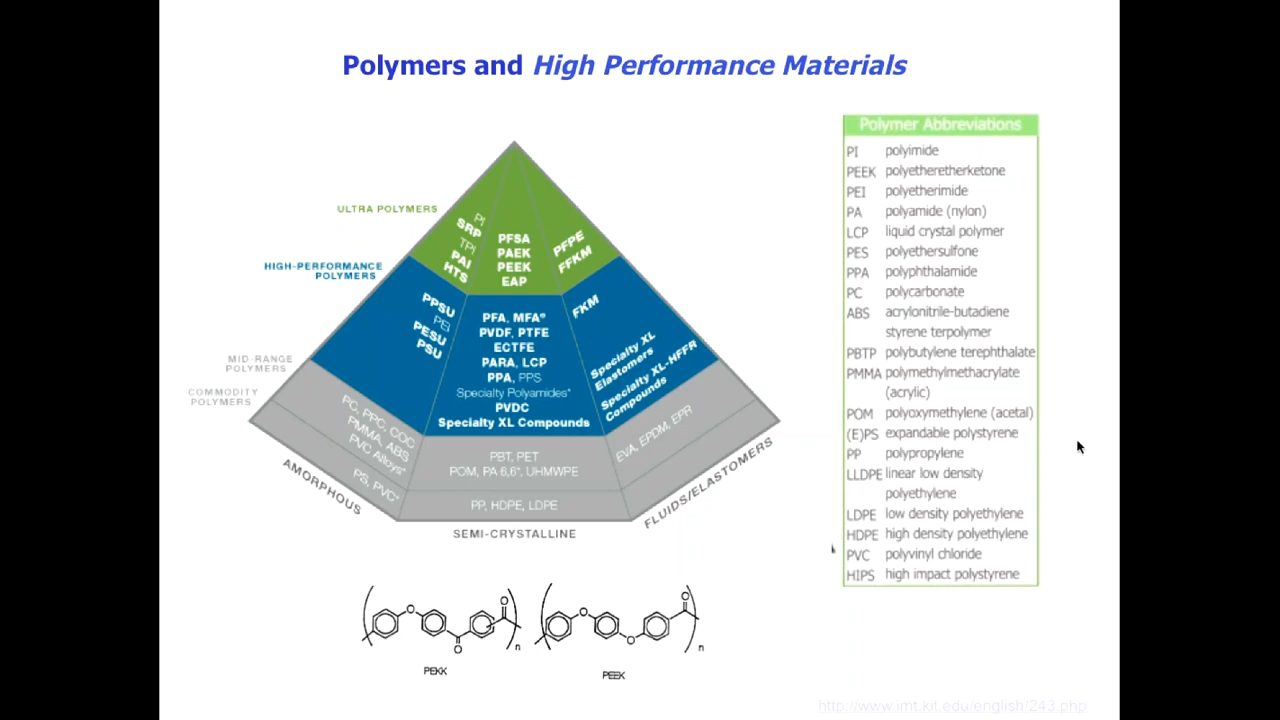 Polymers and High Performance Materials
ULTRA POLYMERS
HIGH-PERFORMANCE
POLYMERS
MID-RANGE
POLYMERS
COMMODITY
POLYMERS
PI
SRP
TPI
PAI
HTS
PFSA
PAEK
PEEK
EAP
PFPE
FFKM
PPSU
PEI
PESU
PSU
PFA, MFA*
PVDF, PTFE
ECTFE
PARA, LCP
PPA, PPS
Specialty Polyamides*
PVDC
Specialty XL Compounds
FKM
Specialty XL
Elastomers
Specialty XL-HFFR
Compounds
PC, PPC, COC
PMMA, ABS
PVC Alloys*
PS, PVC*
PBT, PET
POM, PA 6,6*, UHMWPE
PP, HDPE, LDPE
EVA, EPDM, EPR
AMORPHOUS
SEMI-CRYSTALLINE
FLUIDS/ELASTOMERS
Polymer Abbreviations
PI polyimide
PEEK polyetheretherketone
PEI polyetherimide
PA polyamide (nylon)
LCP liquid crystal polymer
PES polyethersulfone
PPA polyphthalamide
PC polycarbonate
ABS acrylonitrile-butadiene
styrene terpolymer
PBTP polybutylene terephthalate
PMMA polymethylmethacrylate
(acrylic)
POM polyoxymethylene (acetal)
(E)PS expandable polystyrene
PP polypropylene
LLDPE linear low density
polyethylene
LDPE low density polyethylene
HDPE high density polyethylene
PVC polyvinyl chloride
HIPS high impact polystyrene
O
O
O
n
PEKK
O
O
O
n
PEEK
http://www.imt.kit.edu/english/243.php